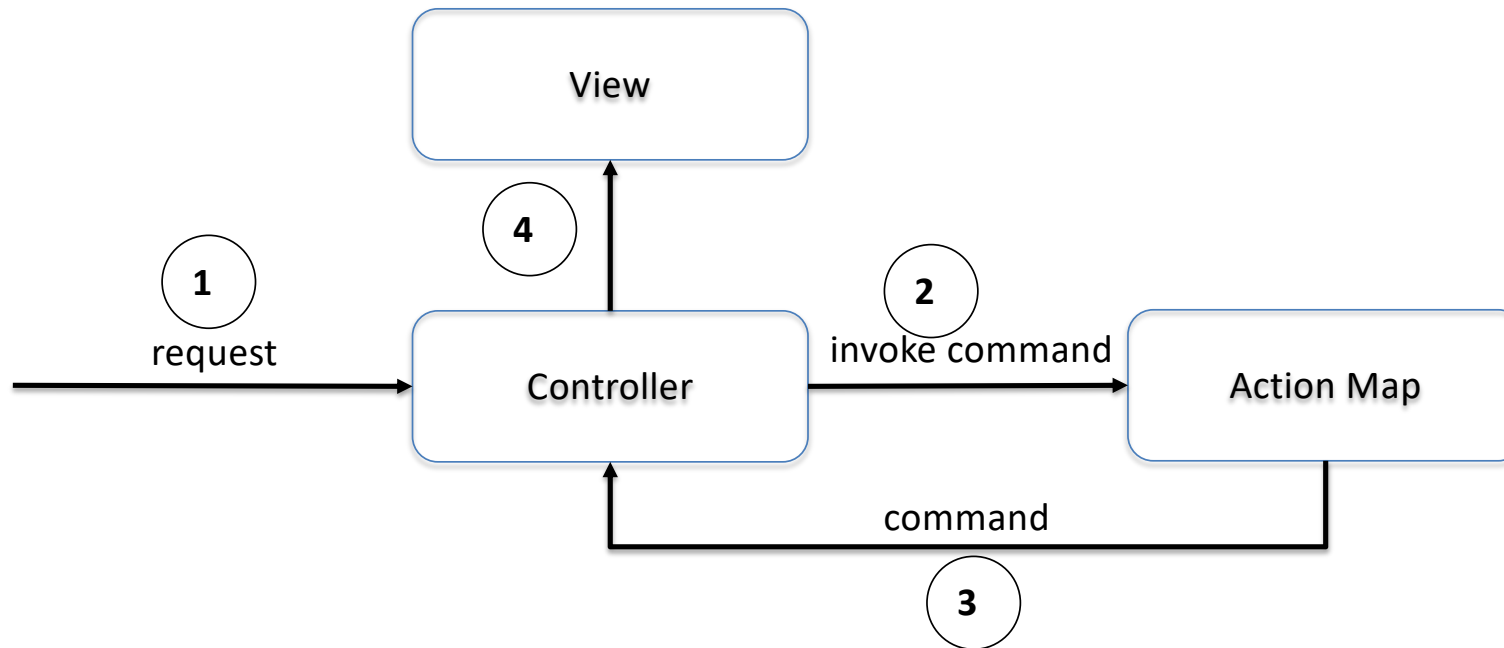 View
4
1
2
request
invoke command
Controller
Action Map
command
3